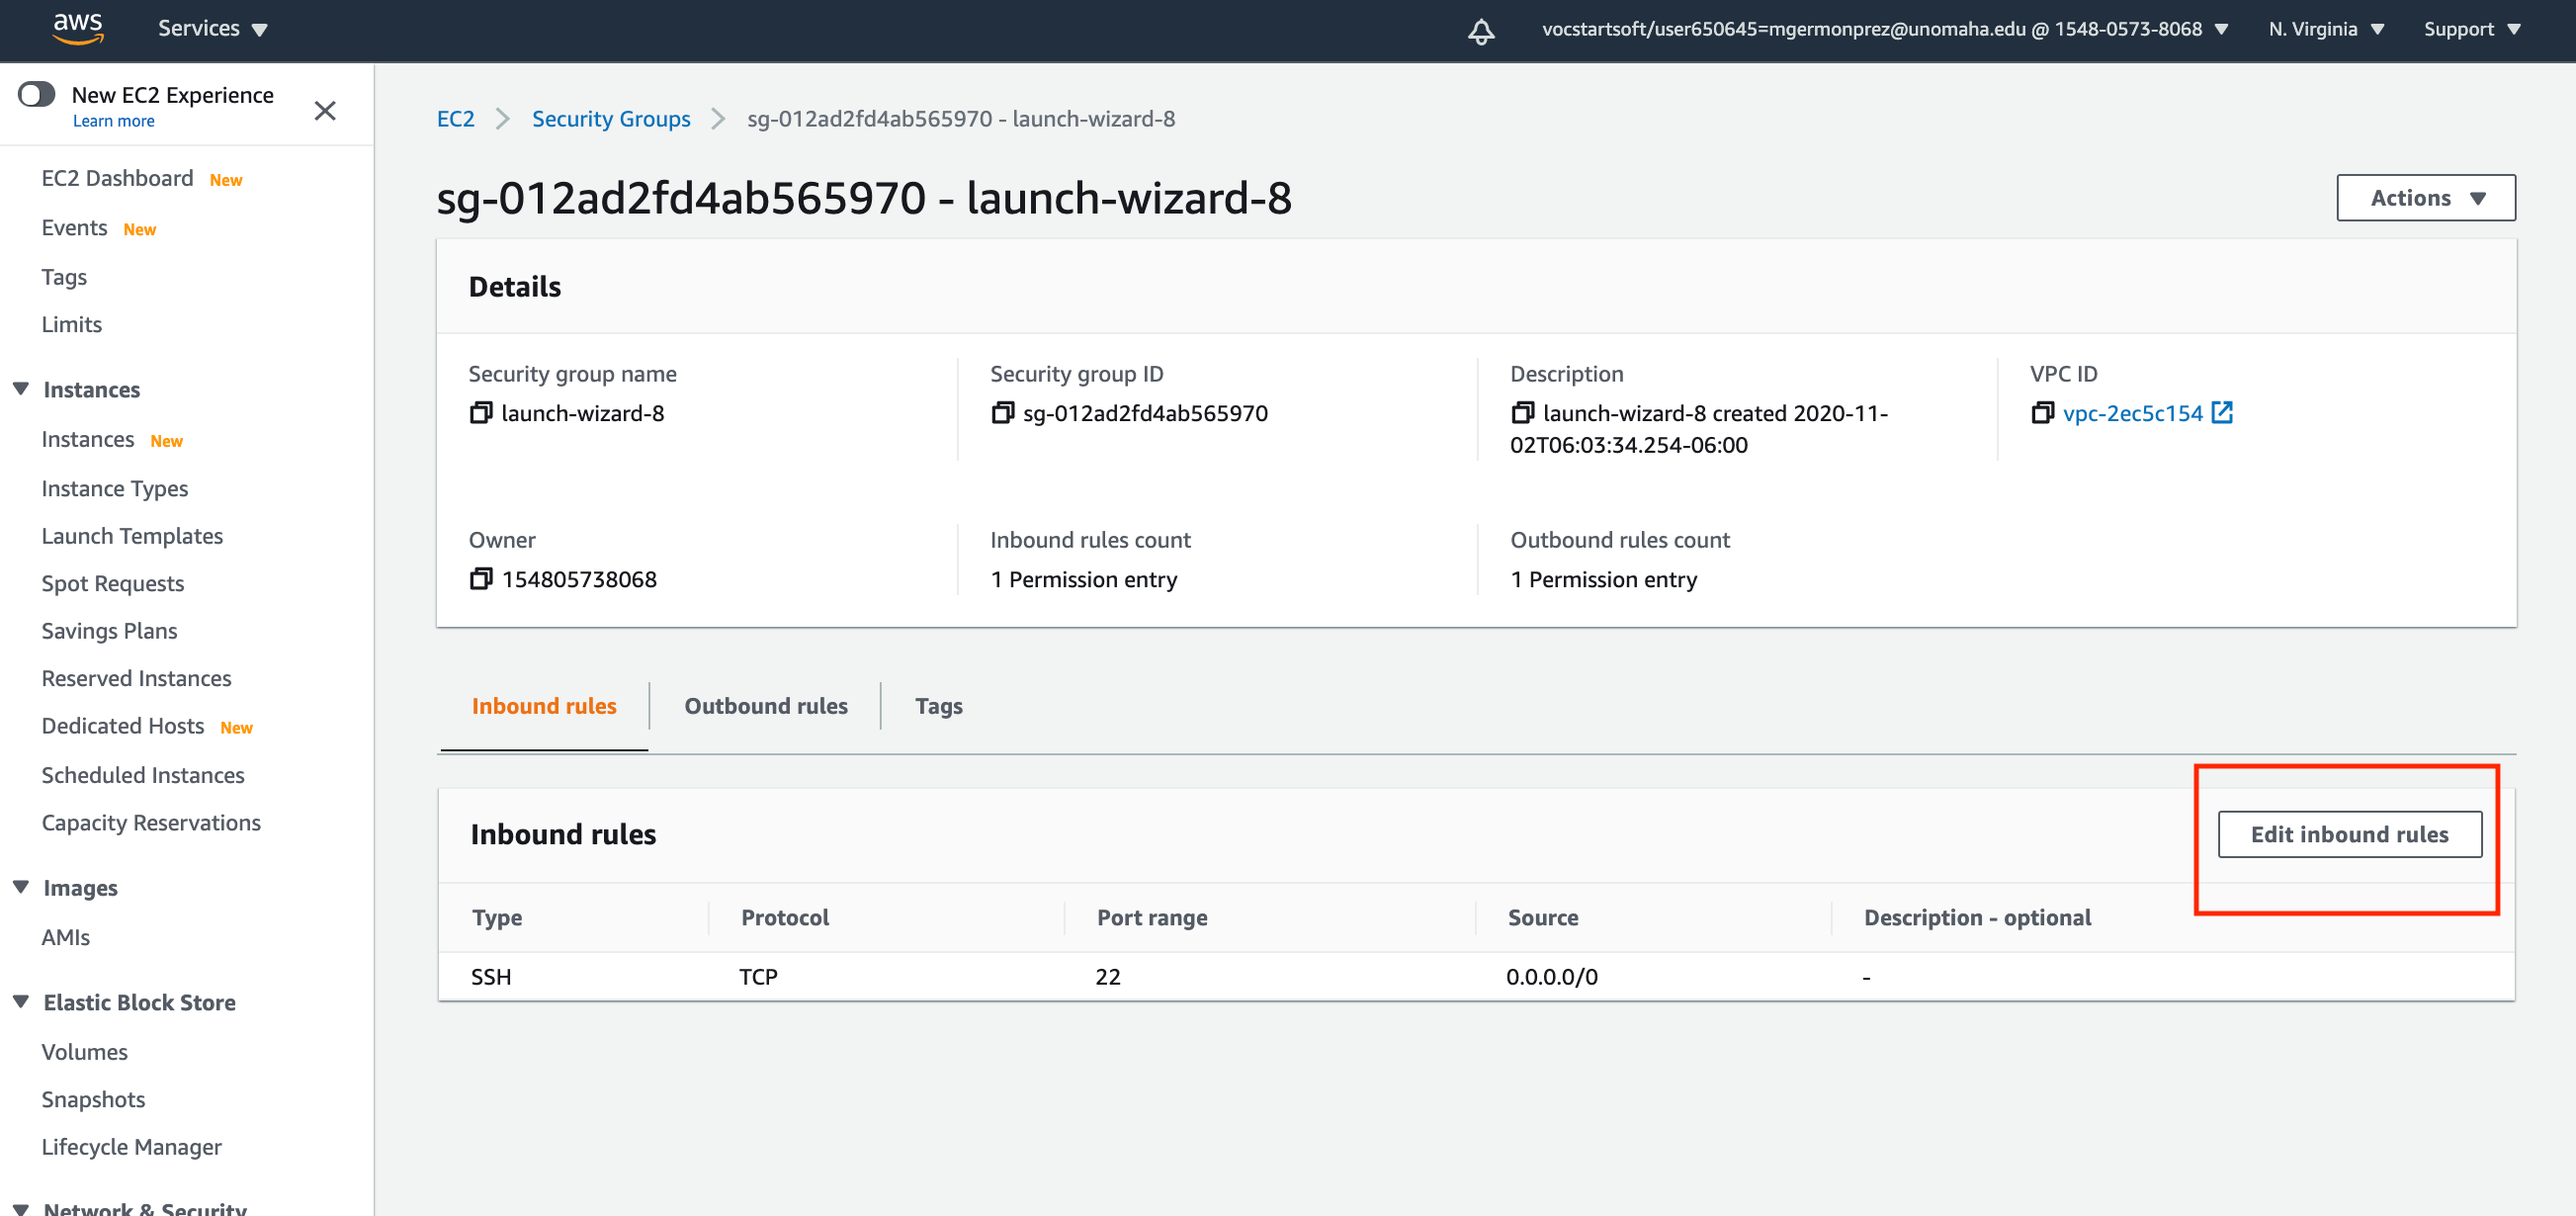 aws
Services
vocstartsoft/user650645=mgermonprez@unomaha.edu @ 1548-0573-8068
N. Virginia
Support
New EC2 Experience
Learn more
EC2 Dashboard New
Events New
Tags
Limits
Instances
Instances New
Instance Types
Launch Templates
Spot Requests
Savings Plans
Reserved Instances
Dedicated Hosts New
Scheduled Instances
Capacity Reservations
Images
AMIs
Elastic Block Store
Volumes
Snapshots
Lifecycle Manager
Network & Security
EC2 > Security Groups > sg-012ad2fd4ab565970 - launch-wizard-8
sg-012ad2fd4ab565970 - launch-wizard-8
Actions
Details
Security group name
launch-wizard-8
Security group ID
sg-012ad2fd4ab565970
Description
launch-wizard-8 created 2020-11-
02T06:03:34.254-06:00
VPC ID
vpc-2ec5c154
Owner
154805738068
Inbound rules count
1 Permission entry
Outbound rules count
1 Permission entry
Inbound rules
Outbound rules
Tags
Inbound rules
Edit inbound rules
Type Protocol Port range Source Description - optional
SSH TCP 22 0.0.0.0/0 -